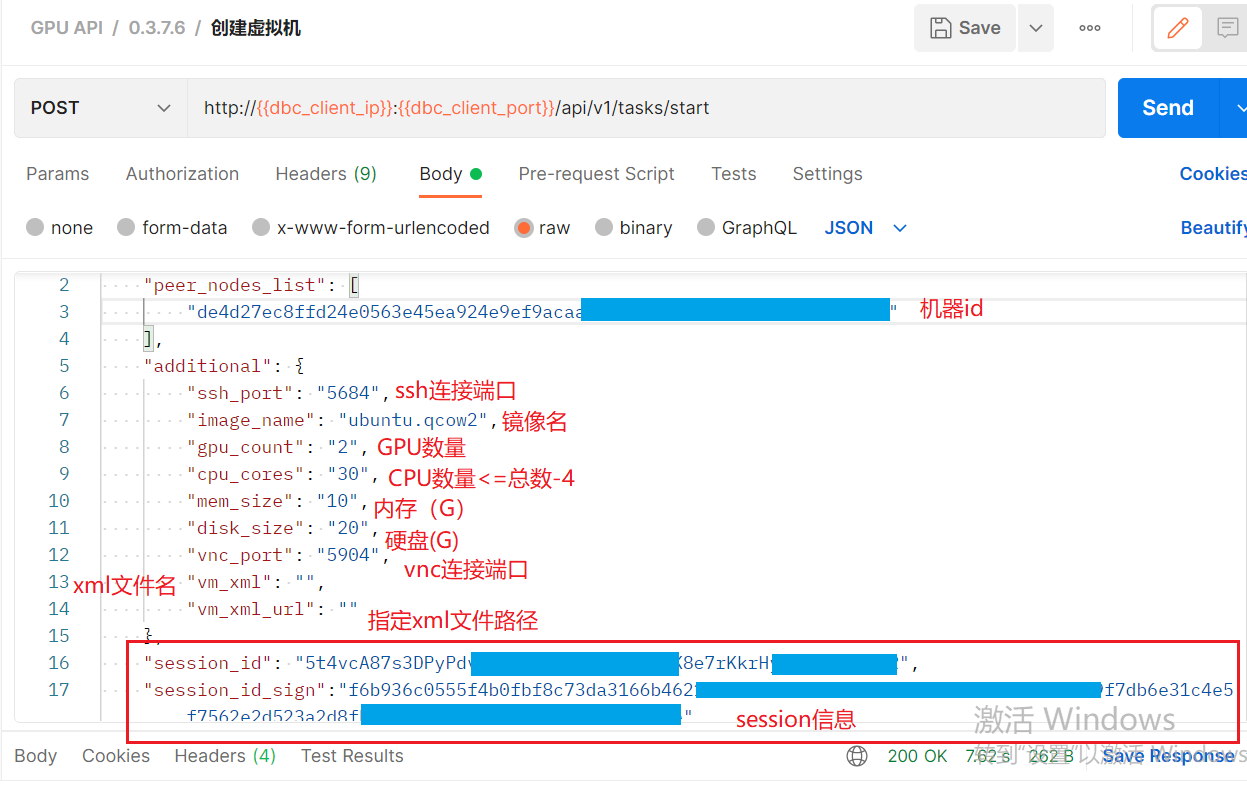 GPU API / 0.3.7.6 / 创建虚拟机 Save
POST http://{{dbc_client_ip}}:{{dbc_client_port}}/api/v1/tasks/start Send
Params Authorization Headers (9) Body Pre-request Script Tests Settings Cookies
none form-data x-www-form-urlencoded raw binary GraphQL JSON Beautify
2 "peer_nodes_list": [
3 "de4d27ec8ffd24e0563e45ea924e9ef9acaa " 机器id
4 ],
5 "additional": {
6 "ssh_port": "5684", ssh连接端口
7 "image_name": "ubuntu.qcow2", 镜像名
8 "gpu_count": "2", GPU数量
9 "cpu_cores": "30", CPU数量<=总数-4
10 "mem_size": "10", 内存（G）
11 "disk_size": "20", 硬盘(G)
12 "vnc_port": "5904", vnc连接端口
13 xml文件名 "vm_xml": "",
14 "vm_xml_url": "" 指定xml文件路径
15 },
16 "session_id": "5t4vcA87s3DPyPdv K8e7rKkrH ",
17 "session_id_sign":"f6b936c0555f4b0fbf8c73da3166b462 9f7db6e31c4e5
f7562e2d523a2d8f "
session信息
激活 Windows
转到"设置"以激活 Windows
Body Cookies Headers (4) Test Results 200 OK 7.62 s 262 B Save Response